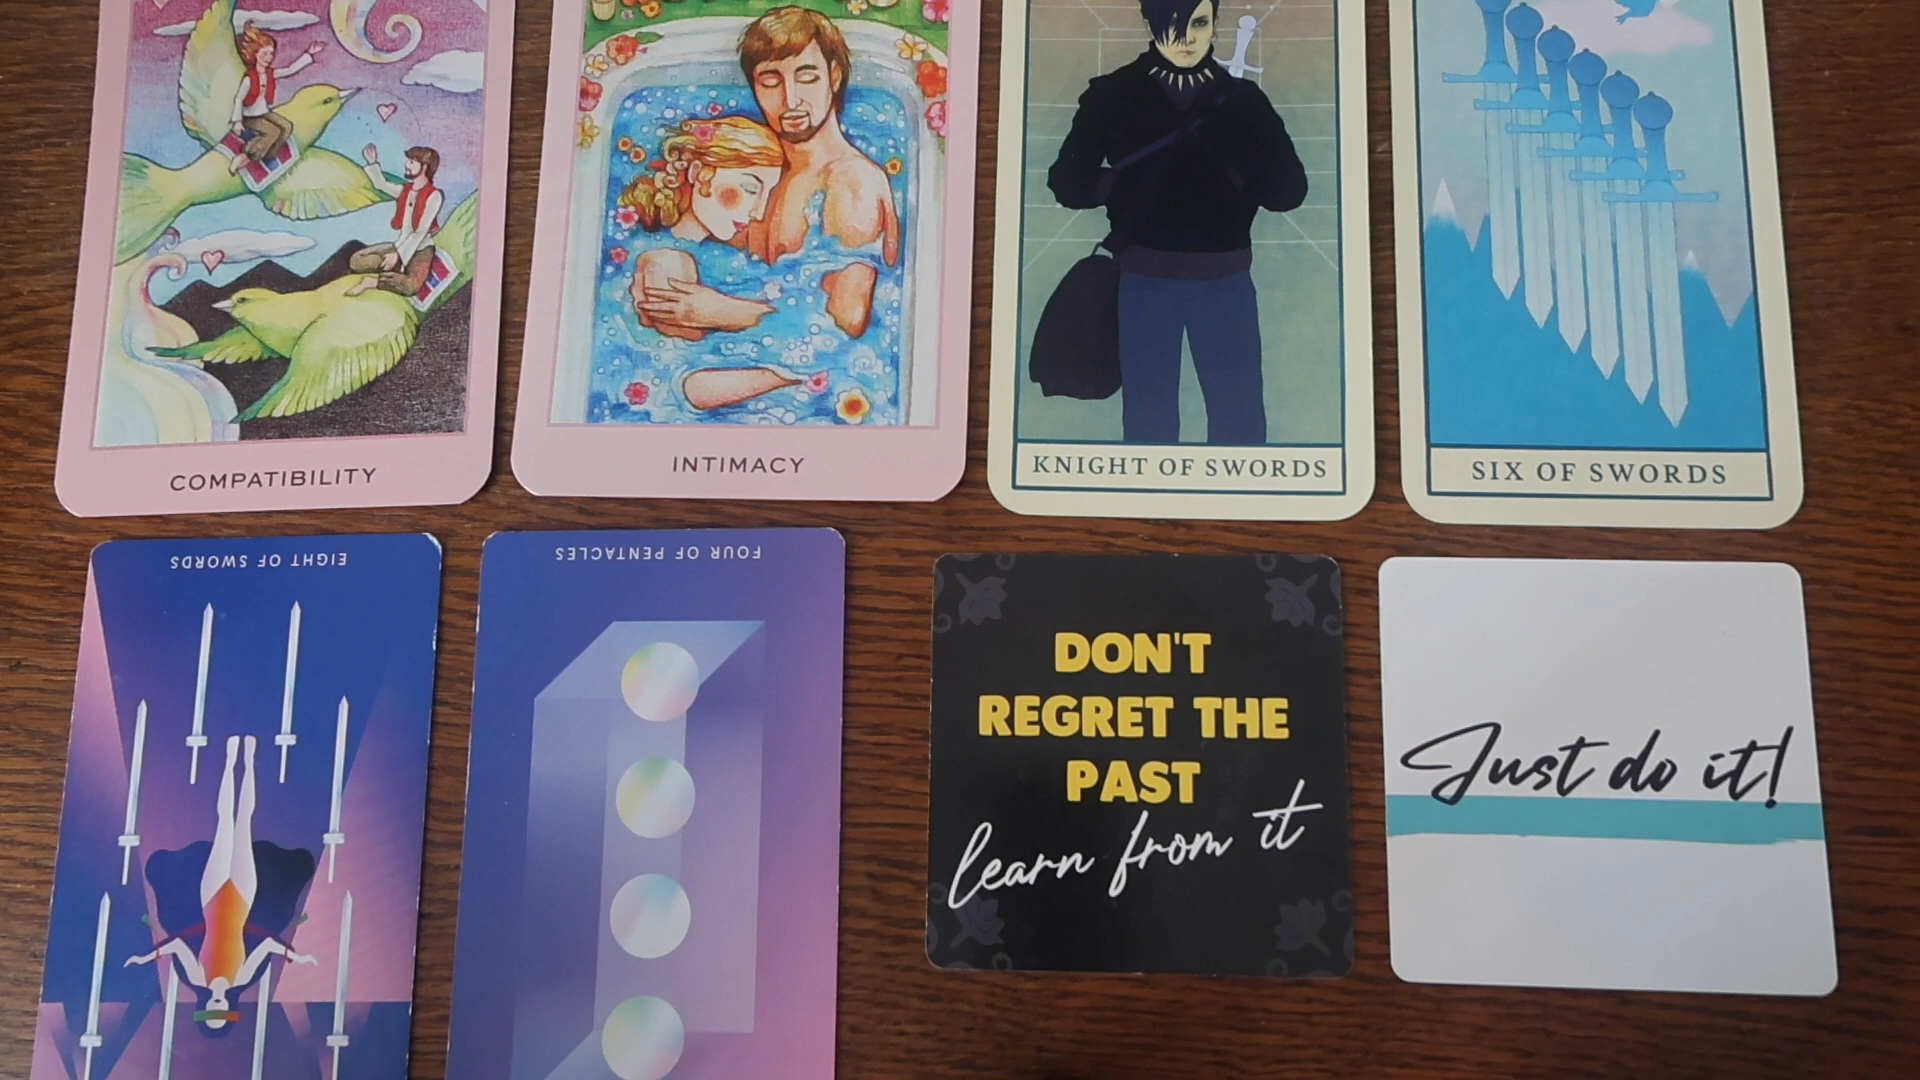 COMPATIBILITY
INTIMACY
KNIGHT OF SWORDS
SIX OF SWORDS
EIGHT OF SWORDS
FOUR OF PENTACLES
DON'T
REGRET THE
PAST
learn from it
Just do it!